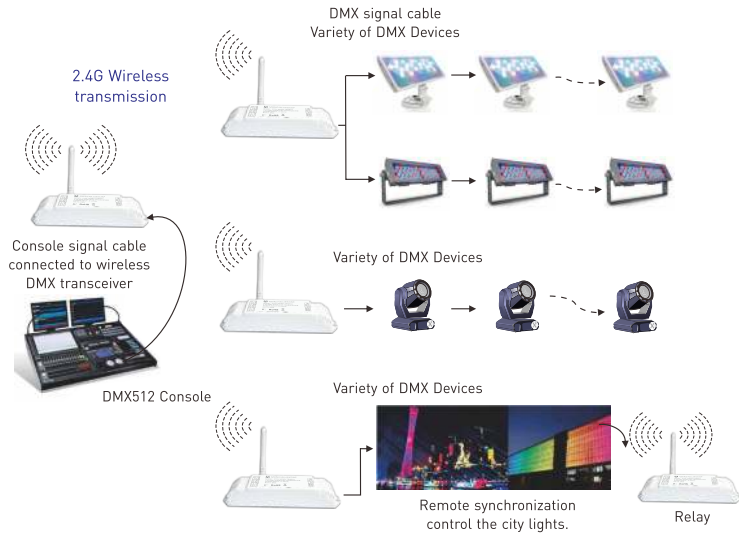 DMX signal cable
Variety of DMX Devices
2.4G Wireless
transmission
Console signal cable
connected to wireless
DMX transceiver
DMX512 Console
Variety of DMX Devices
Variety of DMX Devices
Remote synchronization
control the city lights.
Relay